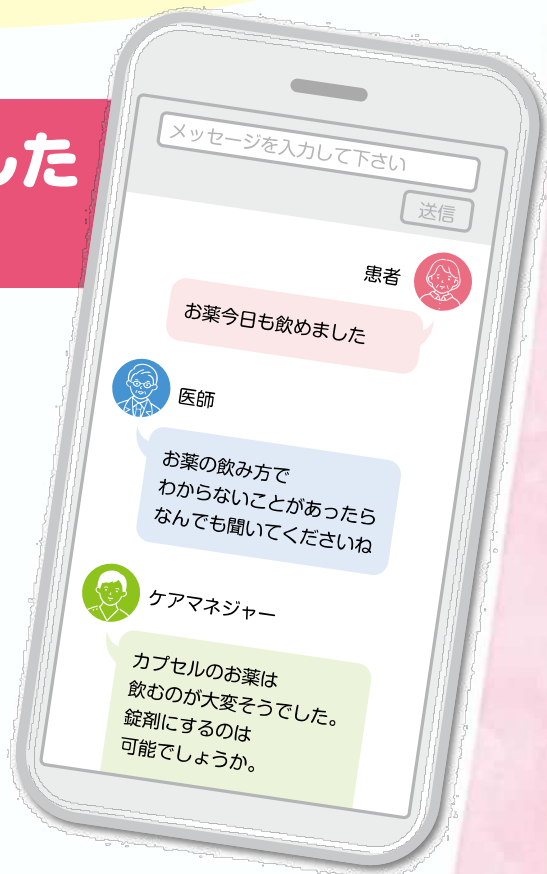 した
メッセージを入力して下さい
送信
患者
お薬今日も飲めました
医師
お薬の飲み方で
わからないことがあったら
なんでも聞いてくださいね
ケアマネジャー
カプセルのお薬は
飲むのが大変そうでした。
錠剤にするのは
可能でしょうか。